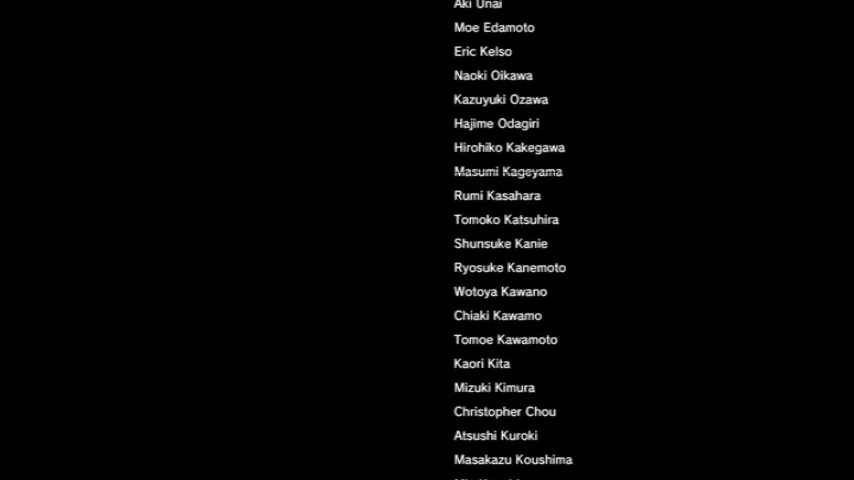 Aki Unai
Moe Edamoto
Eric Kelso
Naoki Oikawa
Kazuyuki Ozawa
Hajime Odagiri
Hirohiko Kakegawa
Masumi Kageyama
Rumi Kasahara
Tomoko Katsuhira
Shunsuke Kanie
Ryosuke Kanemoto
Wotoya Kawano
Chiaki Kawamo
Tomoe Kawamoto
Kaori Kita
Mizuki Kimura
Christopher Chou
Atsushi Kuroki
Masakazu Koushima